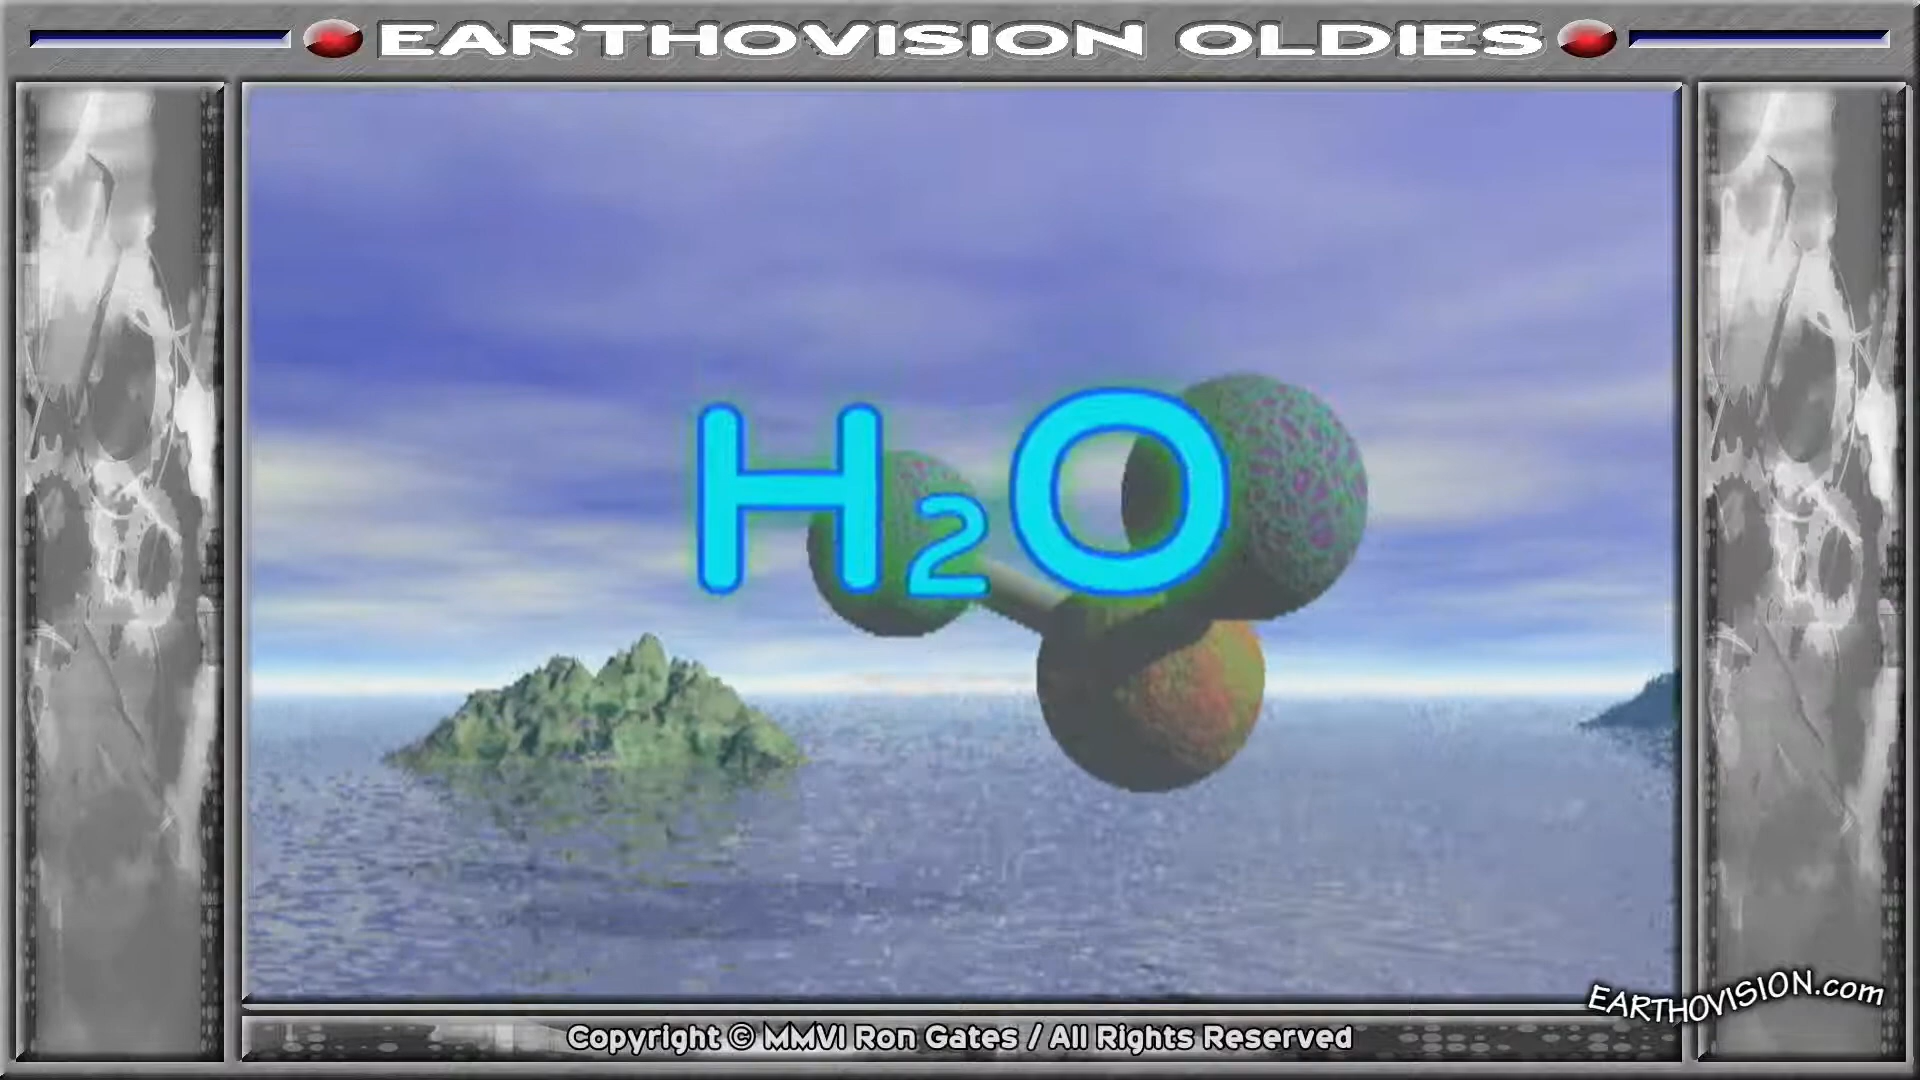 EARTHOVISION OLDIES
H₂O
EARTHOVISION.com
Copyright © MMVI Ron Gates / All Rights Reserved